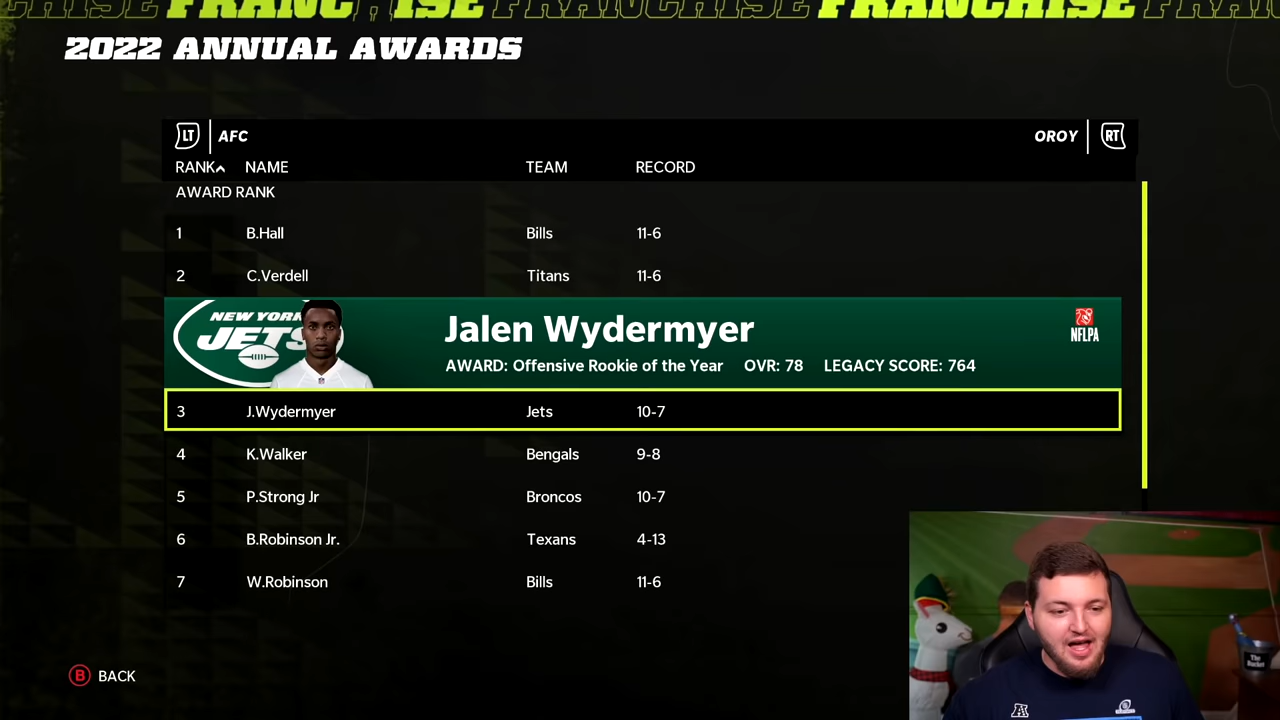 CHISE FRANCHISE FRANCHISE FRANCHISE FRAN
2022 ANNUAL AWARDS
LT AFC OROY RT
RANK NAME TEAM RECORD
AWARD RANK
1 B.Hall Bills 11-6
2 C.Verdell Titans 11-6
NEW YORK
JETS
Jalen Wydermyer
AWARD: Offensive Rookie of the Year OVR: 78 LEGACY SCORE: 764
NFLPA
3 J.Wydermyer Jets 10-7
4 K.Walker Bengals 9-8
5 P.Strong Jr Broncos 10-7
6 B.Robinson Jr. Texans 4-13
7 W.Robinson Bills 11-6
B BACK